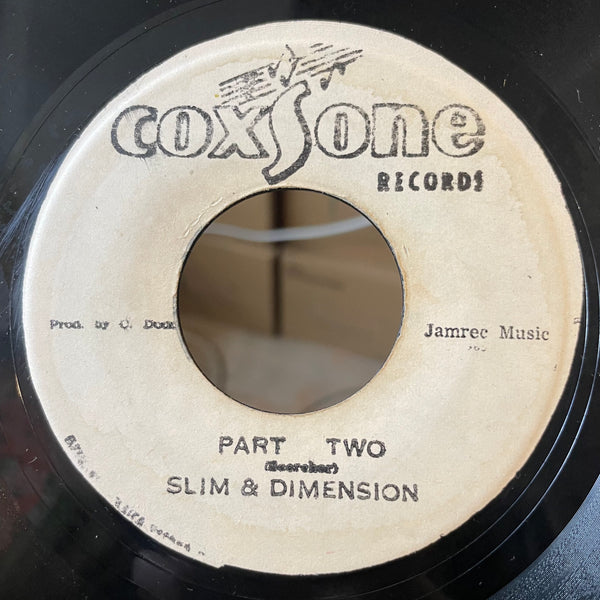 coxsone
RECORDS
Prod. by C. Dodd
Jamrec Music
PART TWO
(Scorcher)
SLIM & DIMENSION